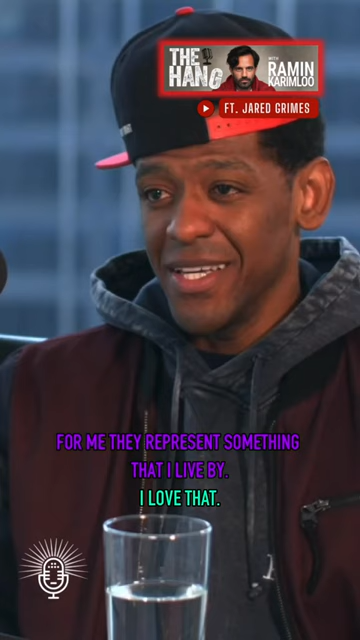 THE
HANG
WITH
RAMIN
KARIMLOO
FT. JARED GRIMES
FOR ME THEY REPRESENT SOMETHING
THAT I LIVE BY.
I LOVE THAT.